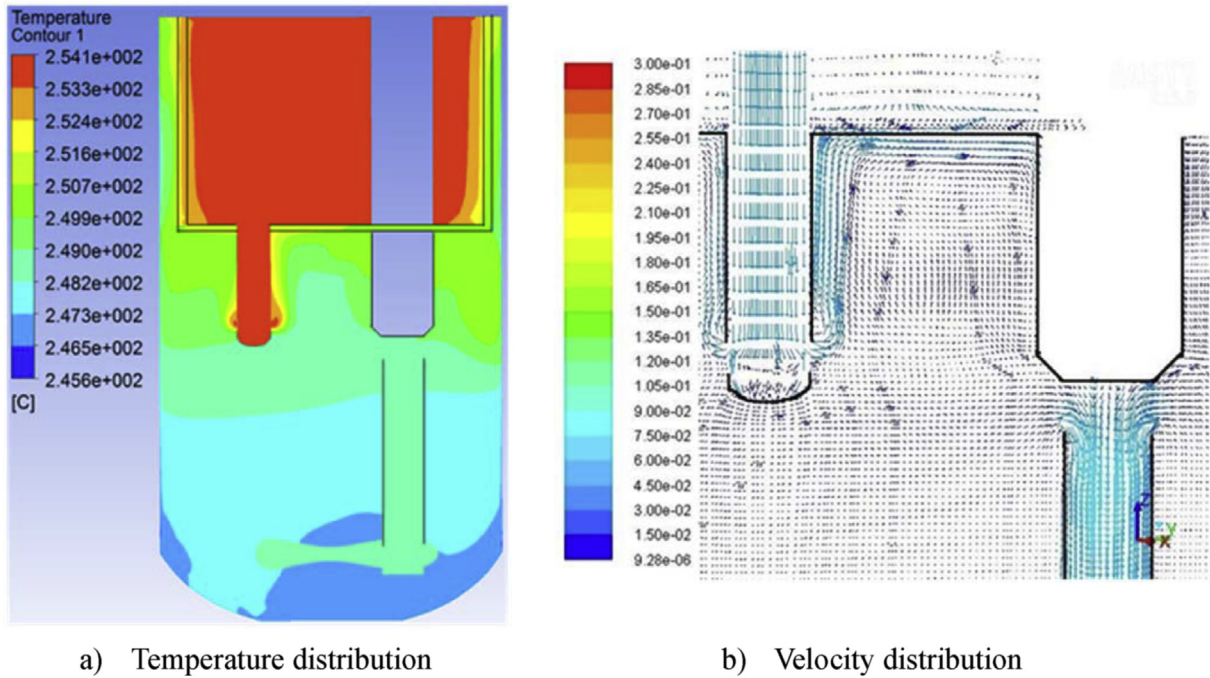 Temperature
Contour 1
2.541e+002
2.533e+002
2.524e+002
2.516e+002
2.507e+002
2.499e+002
2.490e+002
2.482e+002
2.473e+002
2.465e+002
2.456e+002
[C]
3.00e-01
2.85e-01
2.70e-01
2.55e-01
2.40e-01
2.25e-01
2.10e-01
1.95e-01
1.80e-01
1.65e-01
1.50e-01
1.35e-01
1.20e-01
1.05e-01
9.00e-02
7.50e-02
6.00e-02
4.50e-02
3.00e-02
1.50e-02
9.28e-06
Z
Y
X
a) Temperature distribution
b) Velocity distribution